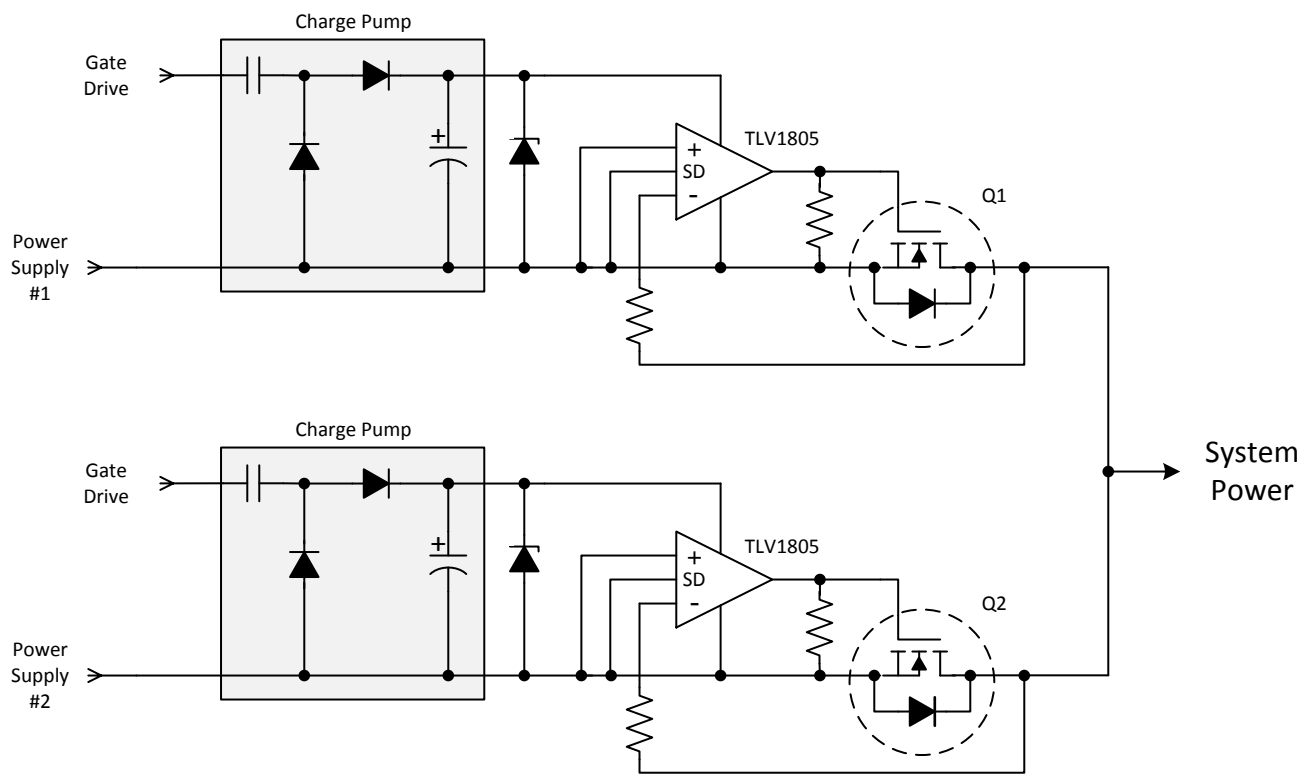 Charge Pump
Gate
Drive
+
TLV1805
+
SD
-
Q1
Power
Supply
#1
Charge Pump
Gate
Drive
+
TLV1805
+
SD
-
Q2
Power
Supply
#2
System
Power